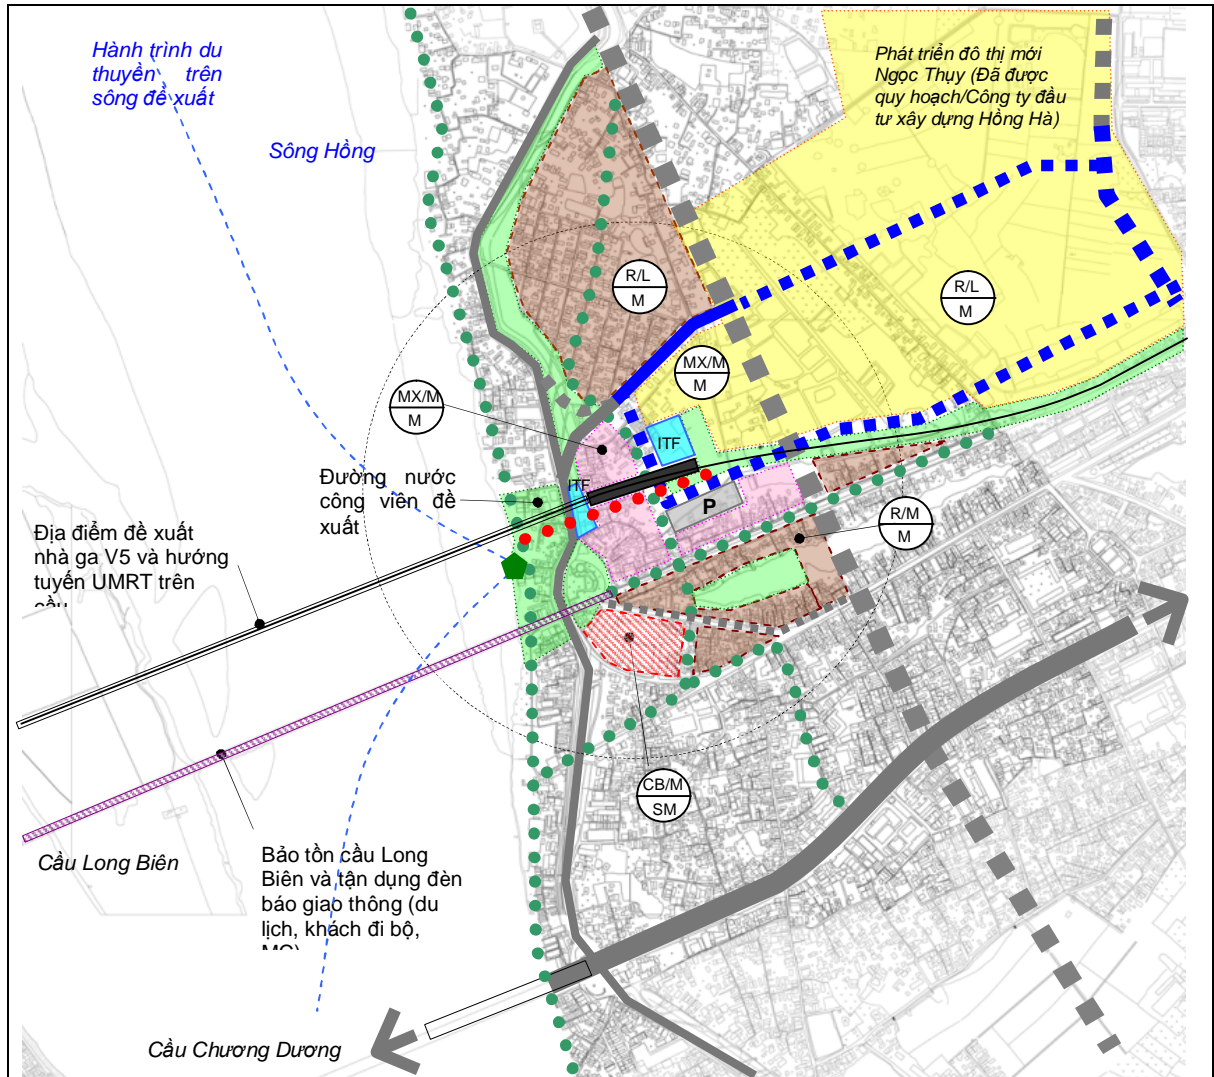 Hành trình du
thuyền trên
sông đề xuất
Sông Hồng
Phát triển đô thị mới
Ngọc Thụy (Đã được
quy hoạch/Công ty đầu
tư xây dựng Hồng Hà)
R/L
M
R/L
M
MX/M
M
MX/M
M
ITF
ITF
P
Đường nước
công viên đề
xuất
R/M
M
Địa điểm đề xuất
nhà ga V5 và hướng
tuyến UMRT trên
cầu
CB/M
SM
Cầu Long Biên
Bảo tồn cầu Long
Biên và tận dụng đèn
báo giao thông (du
lịch, khách đi bộ,
MC)
Cầu Chương Dương